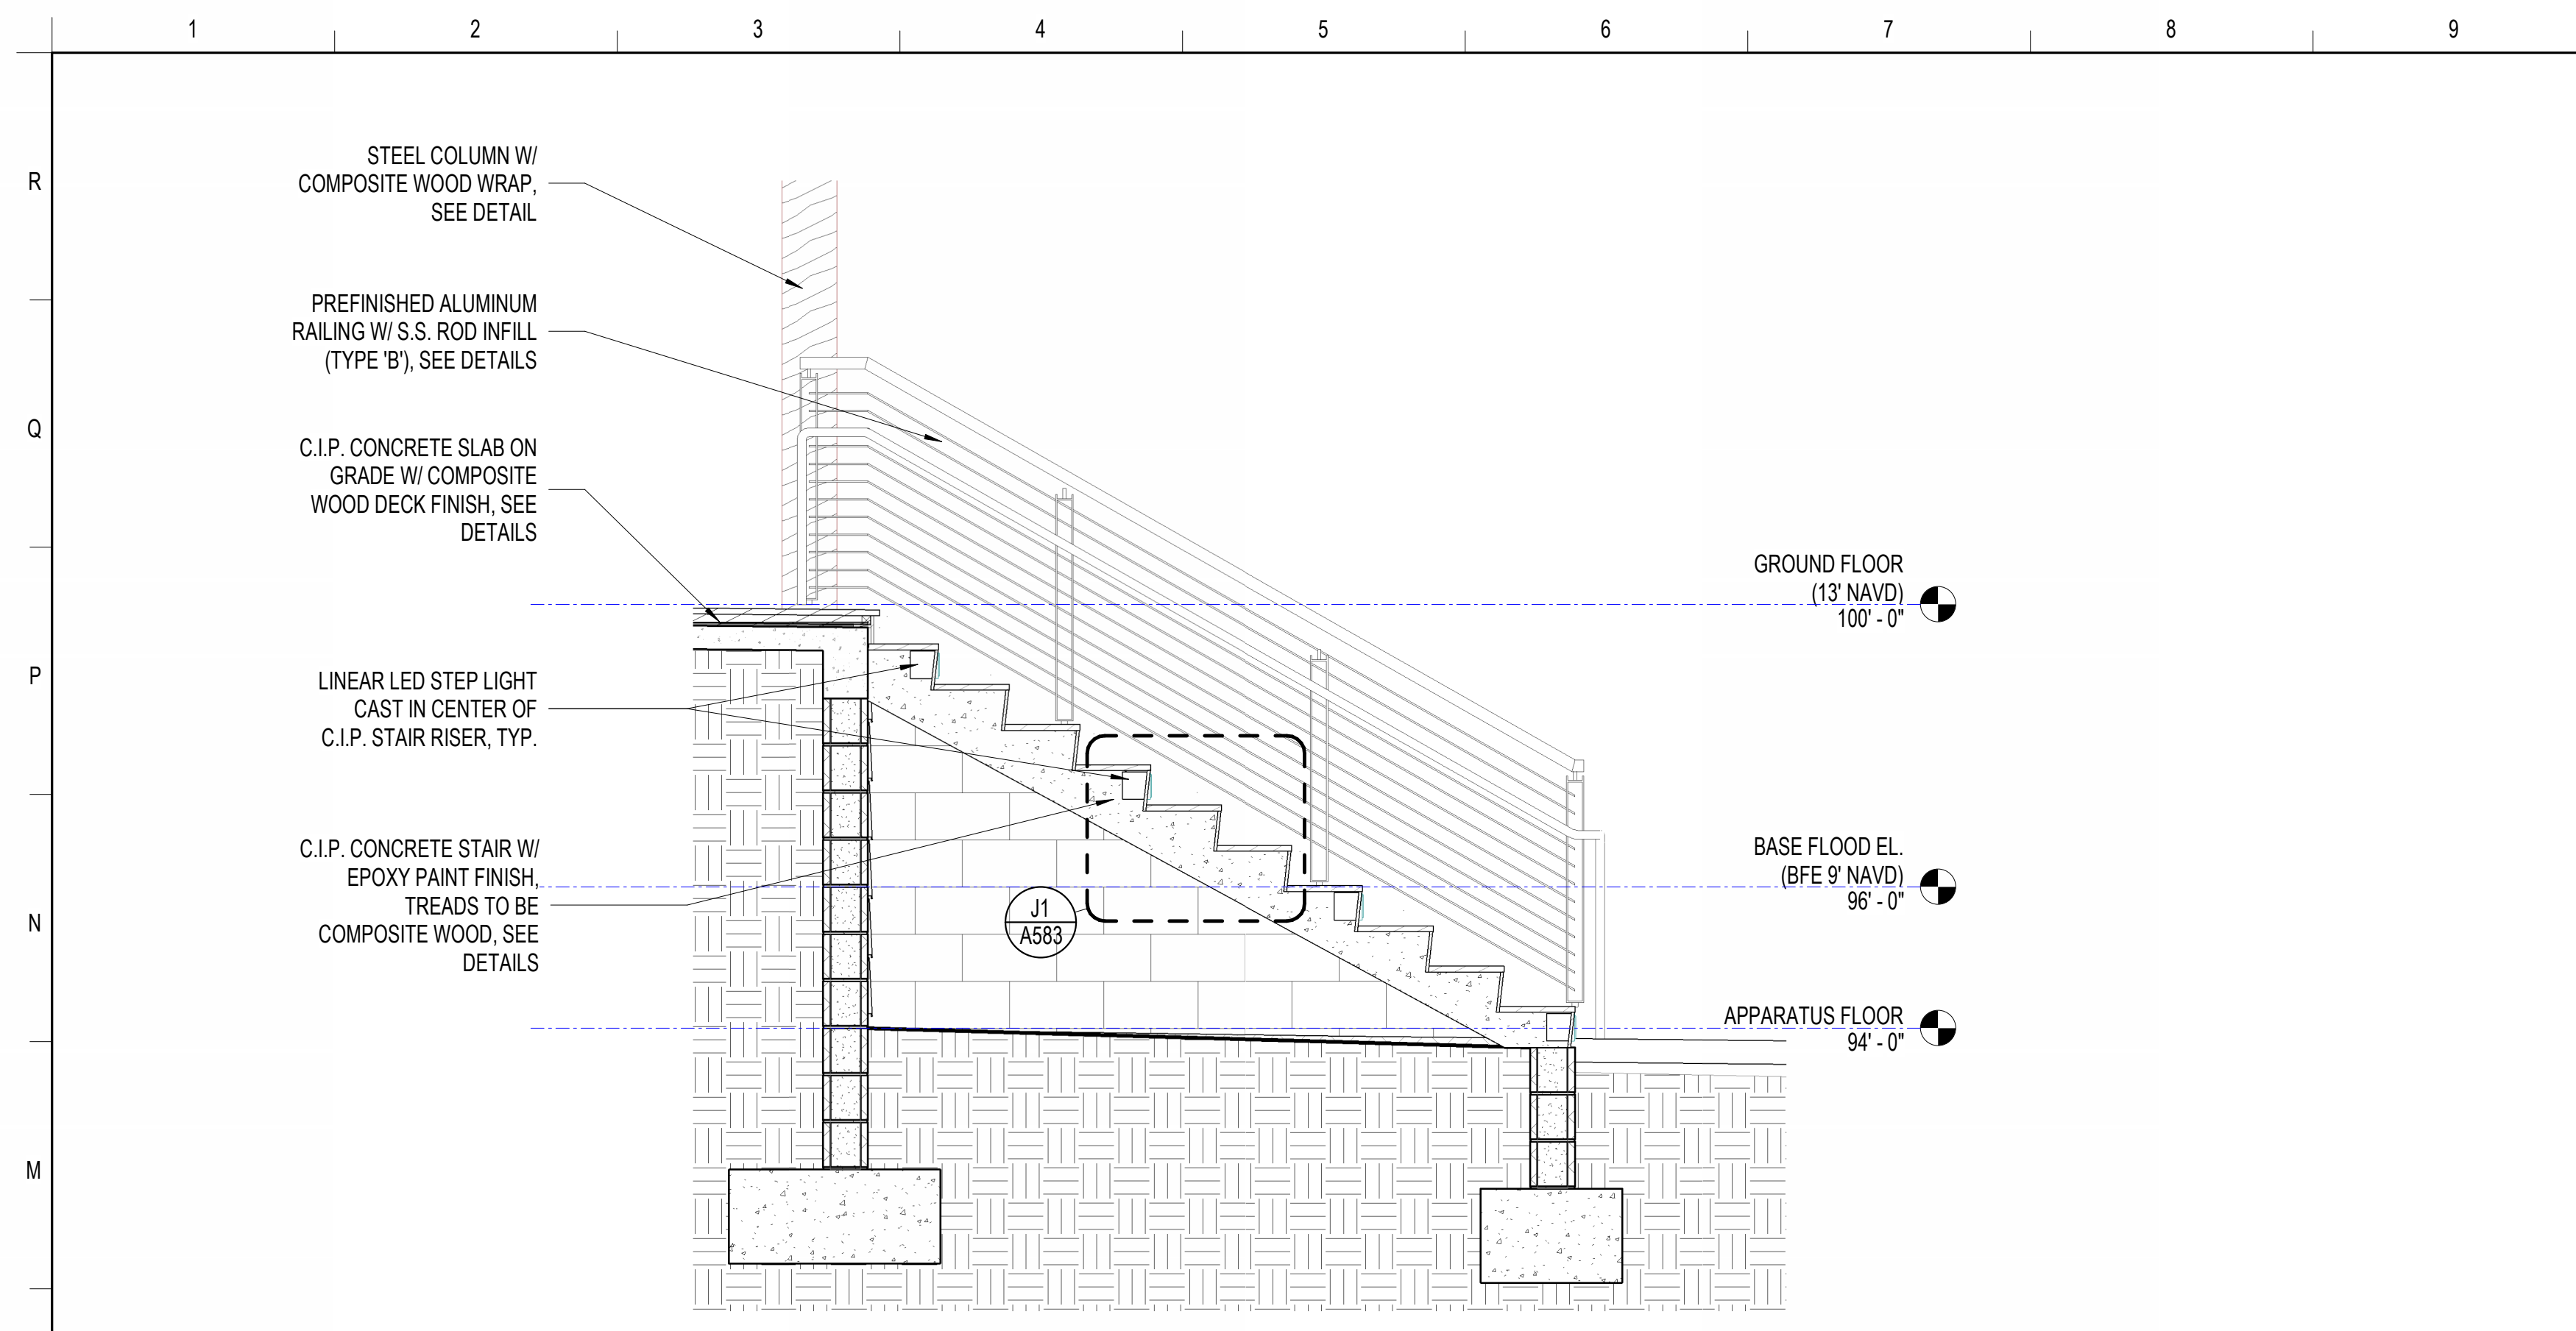 1 2 3 4 5 6 7 8 9
R
STEEL COLUMN W/
COMPOSITE WOOD WRAP,
SEE DETAIL
PREFINISHED ALUMINUM
RAILING W/ S.S. ROD INFILL
(TYPE 'B'), SEE DETAILS
Q
C.I.P. CONCRETE SLAB ON
GRADE W/ COMPOSITE
WOOD DECK FINISH, SEE
DETAILS
GROUND FLOOR
(13' NAVD)
100' - 0"
P
LINEAR LED STEP LIGHT
CAST IN CENTER OF
C.I.P. STAIR RISER, TYP.
C.I.P. CONCRETE STAIR W/
EPOXY PAINT FINISH,
TREADS TO BE
COMPOSITE WOOD, SEE
DETAILS
BASE FLOOD EL.
(BFE 9' NAVD)
96' - 0"
N
J1
A583
APPARATUS FLOOR
94' - 0"
M